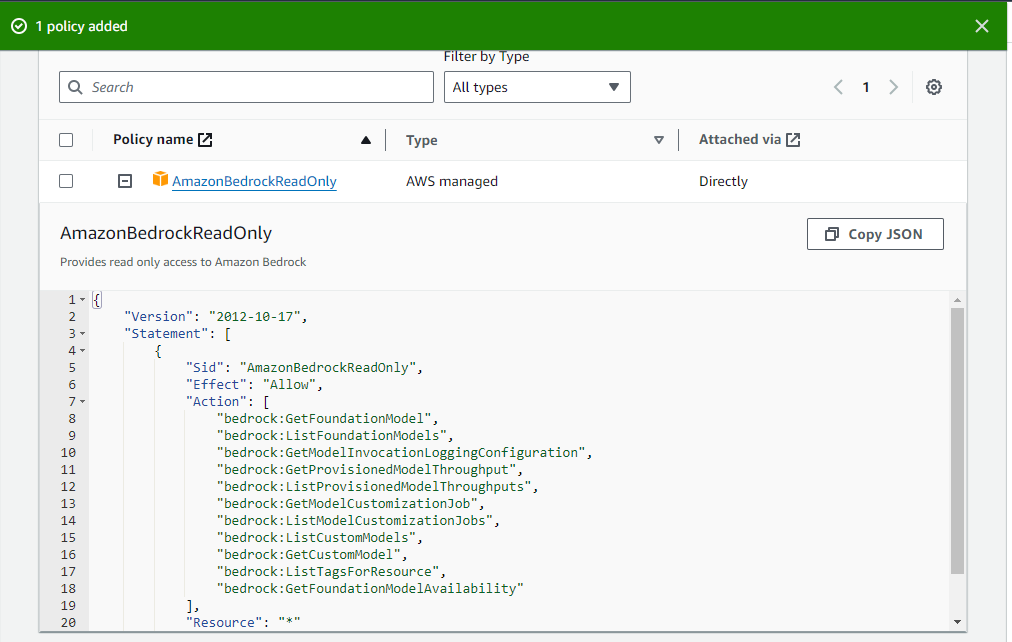 1 policy added
Filter by Type
Search
All types
1
Policy name
Type
Attached via
AmazonBedrockReadOnly
AWS managed
Directly
AmazonBedrockReadOnly
Copy JSON
Provides read only access to Amazon Bedrock
1 {
2 "Version": "2012-10-17",
3 "Statement": [
4 {
5 "Sid": "AmazonBedrockReadOnly",
6 "Effect": "Allow",
7 "Action": [
8 "bedrock:GetFoundationModel",
9 "bedrock:ListFoundationModels",
10 "bedrock:GetModelInvocationLoggingConfiguration",
11 "bedrock:GetProvisionedModelThroughput",
12 "bedrock:ListProvisionedModelThroughputs",
13 "bedrock:GetModelCustomizationJob",
14 "bedrock:ListModelCustomizationJobs",
15 "bedrock:ListCustomModels",
16 "bedrock:GetCustomModel",
17 "bedrock:ListTagsForResource",
18 "bedrock:GetFoundationModelAvailability"
19 ],
20 "Resource": "*"